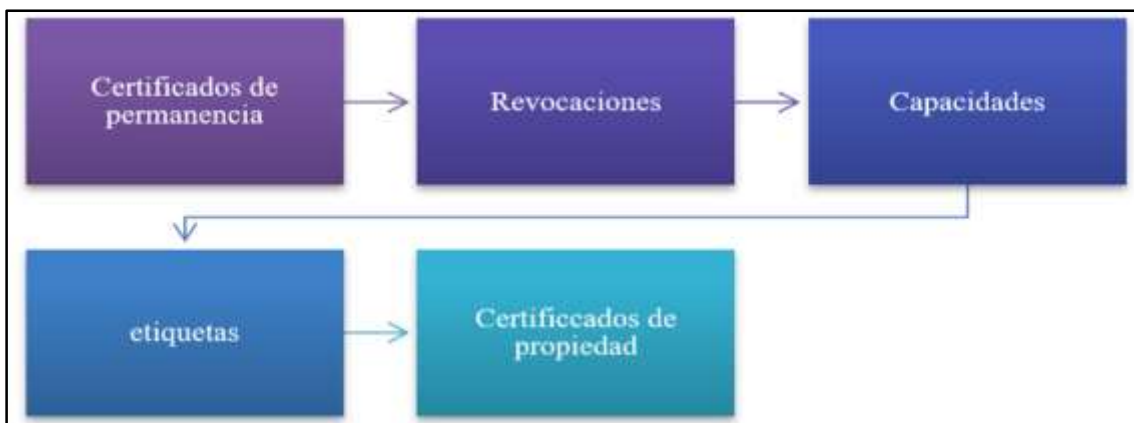 Certificados de
permanencia
Revocaciones
Capacidades
etiquetas
Certificcados de
propiedad